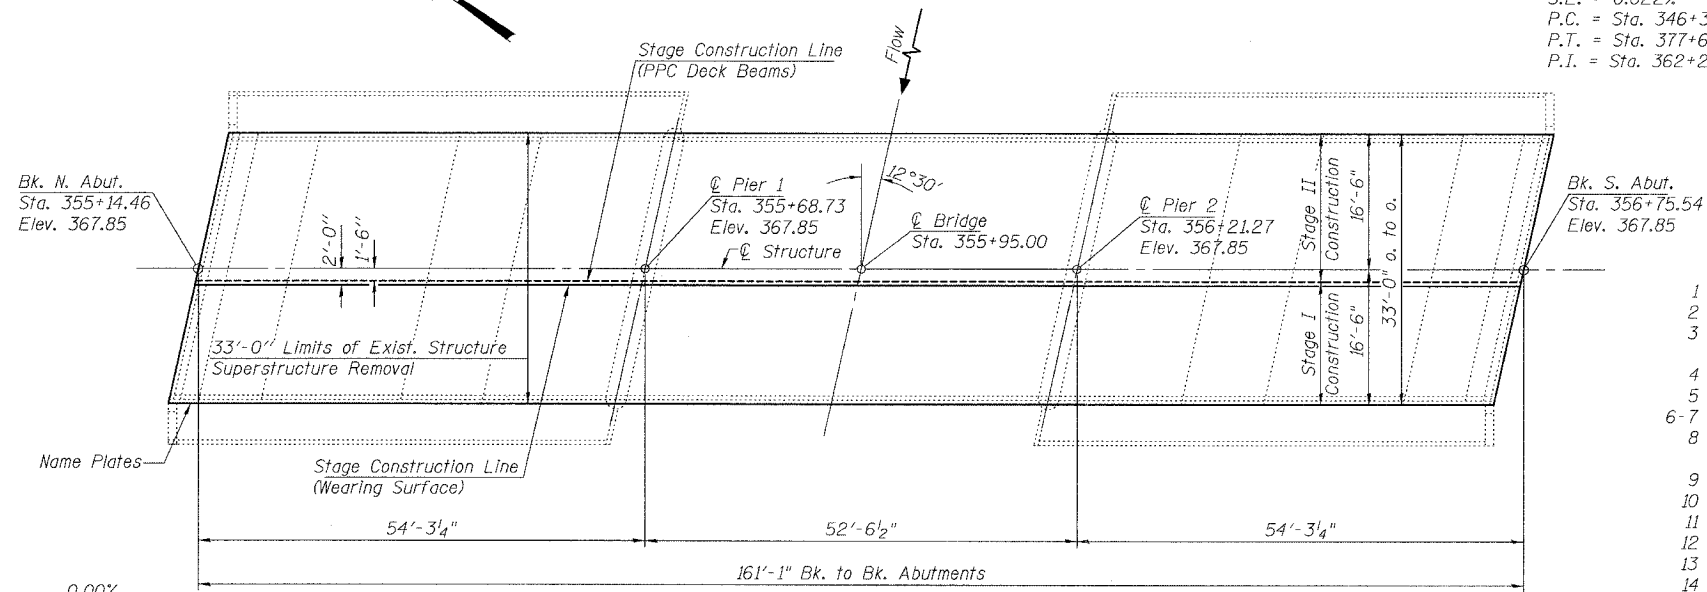 S.E. = 0.022%
P.C. = Sta. 346+3
P.T. = Sta. 377+6
P.I. = Sta. 362+2
Stage Construction Line
(PPC Deck Beams)
Flow
12°30'
Bk. N. Abut.
Sta. 355+14.46
Elev. 367.85
2'-0"
1'-6"
℄ Pier 1
Sta. 355+68.73
Elev. 367.85
℄ Structure
℄ Bridge
Sta. 355+95.00
℄ Pier 2
Sta. 356+21.27
Elev. 367.85
Stage II
Construction
16'-6"
33'-0" o. to o.
Stage I
Construction
16'-6"
Bk. S. Abut.
Sta. 356+75.54
Elev. 367.85
33'-0" Limits of Exist. Structure
Superstructure Removal
Name Plates
Stage Construction Line
(Wearing Surface)
54'-3¼"
52'-6½"
54'-3¼"
161'-1" Bk. to Bk. Abutments
0.00%
1
2
3
4
5
6-7
8
9
10
11
12
13
14